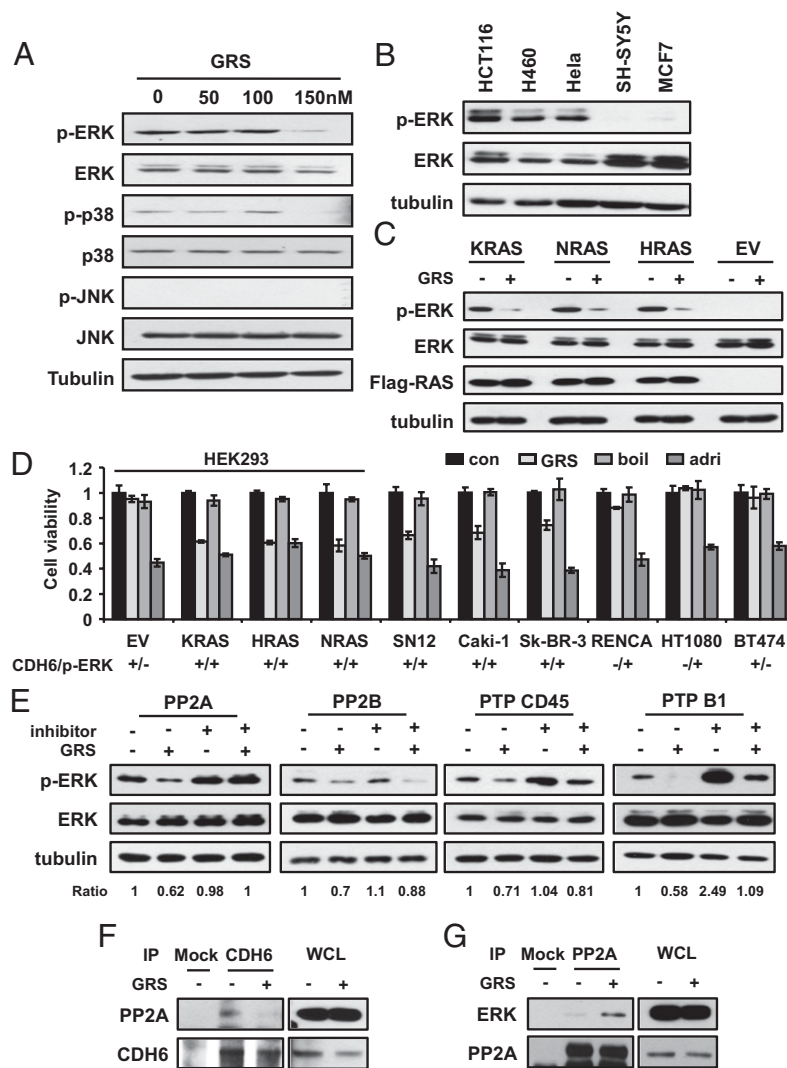 A
GRS
0 50 100 150nM
p-ERK
ERK
p-p38
p38
p-JNK
JNK
Tubulin
B
HCT116 H460 Hela SH-SY5Y MCF7
p-ERK
ERK
tubulin
C
KRAS NRAS HRAS EV
GRS - + - + - + - +
p-ERK
ERK
Flag-RAS
tubulin
D
HEK293
con GRS boil adri
Cell viability
1.2
1
0.8
0.6
0.4
0.2
0
EV KRAS HRAS NRAS SN12 Caki-1 Sk-BR-3 RENCA HT1080 BT474
CDH6/p-ERK +/- +/+ +/+ +/+ +/+ +/+ +/+ -/+ -/+ +/-
E
PP2A PP2B PTP CD45 PTP B1
inhibitor - - + + - - + + - - + + - - + +
GRS - + - + - + - + - + - + - + - +
p-ERK
ERK
tubulin
Ratio 1 0.62 0.98 1 1 0.7 1.1 0.88 1 0.71 1.04 0.81 1 0.58 2.49 1.09
F
IP Mock CDH6 WCL
GRS - - + - +
PP2A
CDH6
G
IP Mock PP2A WCL
GRS - - + - +
ERK
PP2A